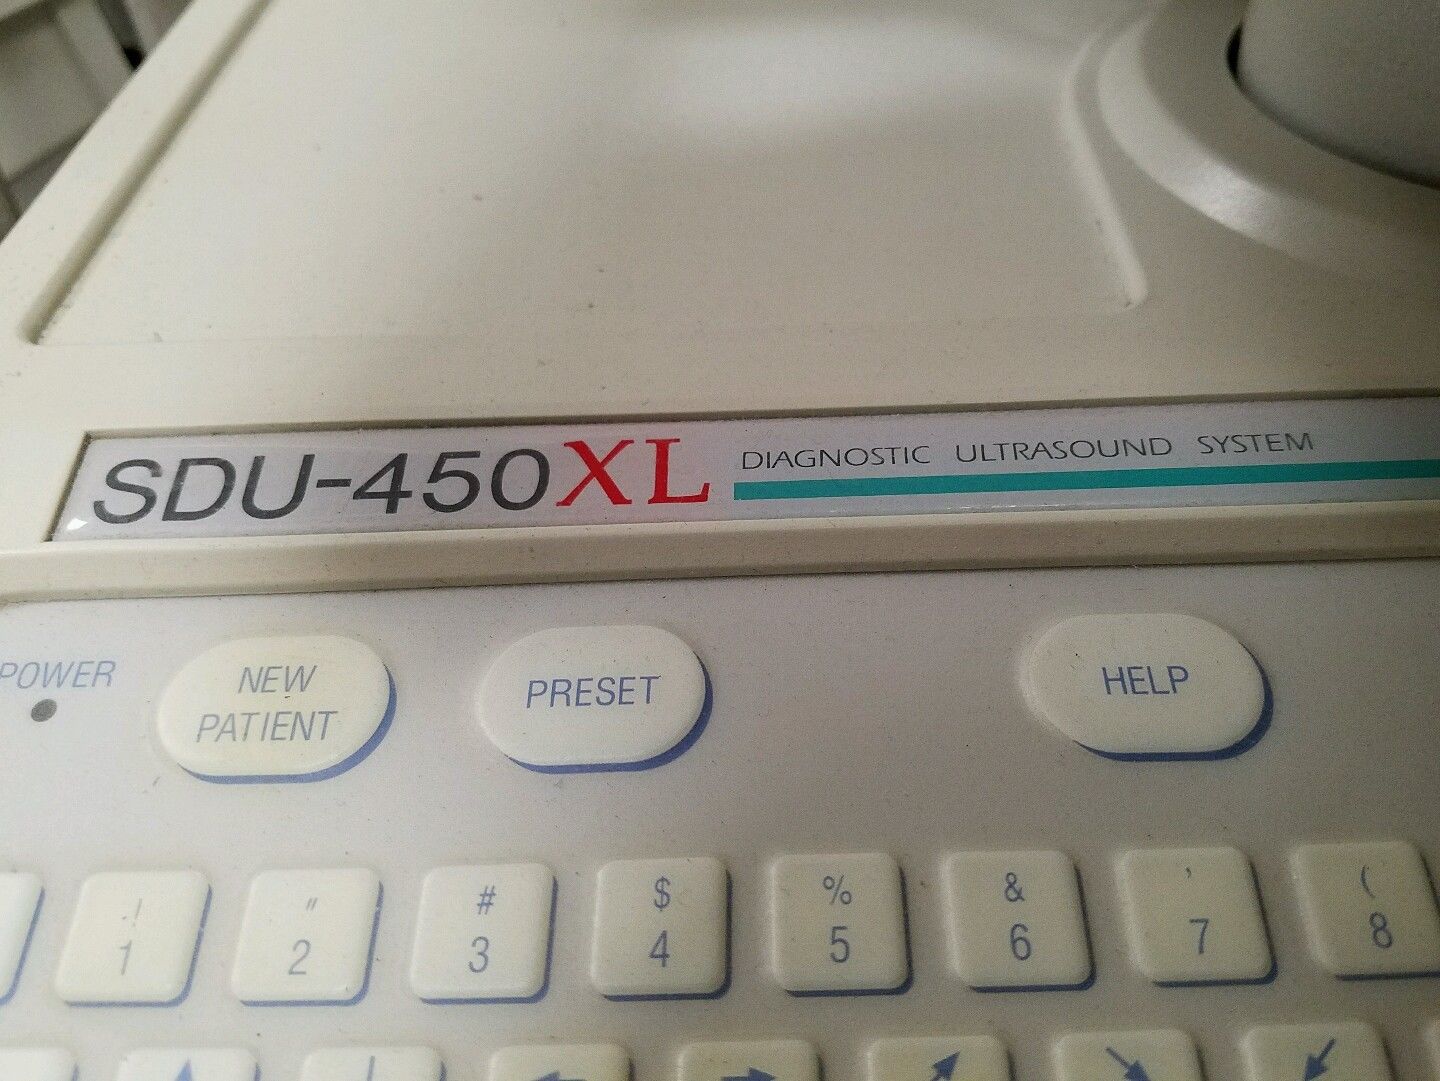 SDU-450XL DIAGNOSTIC ULTRASOUND SYSTEM
POWER
NEW
PATIENT
PRESET
HELP
! " # $ % & ' (
1 2 3 4 5 6 7 8